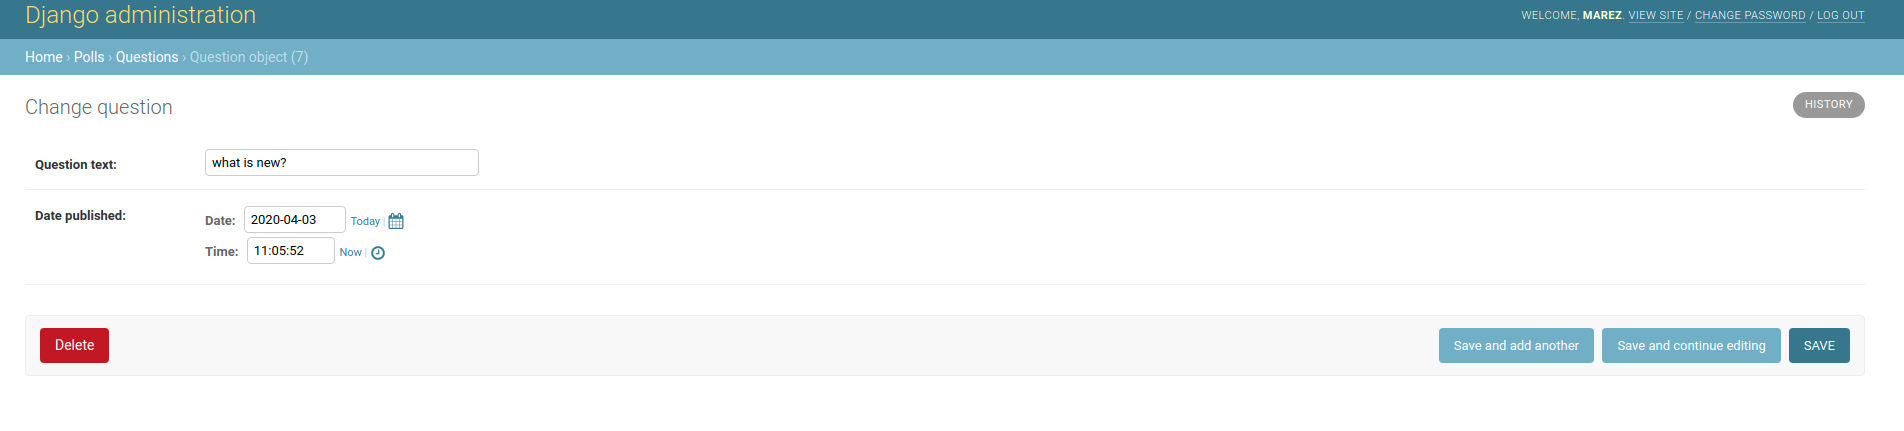 Django administration
WELCOME, MAREZ. VIEW SITE / CHANGE PASSWORD / LOG OUT
Home › Polls › Questions › Question object (7)
Change question
HISTORY
Question text: what is new?
Date published: Date: 2020-04-03 Today |
Time: 11:05:52 Now |
Delete Save and add another Save and continue editing SAVE